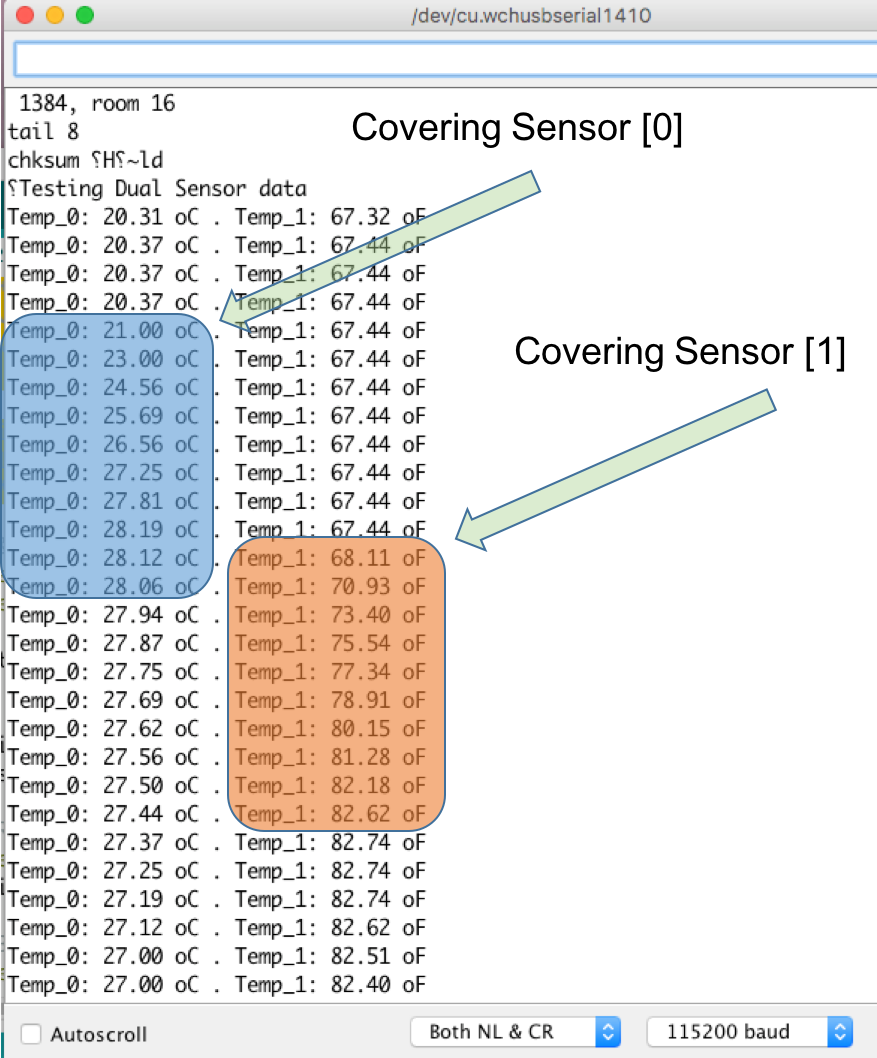 /dev/cu.wchusbserial1410
1384, room 16
tail 8
chksum ⸮H⸮~ld
⸮Testing Dual Sensor data
Temp_0: 20.31 oC . Temp_1: 67.32 oF
Temp_0: 20.37 oC . Temp_1: 67.44 oF
Temp_0: 20.37 oC . Temp_1: 67.44 oF
Temp_0: 20.37 oC . Temp_1: 67.44 oF
Temp_0: 21.00 oC . Temp_1: 67.44 oF
Temp_0: 23.00 oC . Temp_1: 67.44 oF
Temp_0: 24.56 oC . Temp_1: 67.44 oF
Temp_0: 25.69 oC . Temp_1: 67.44 oF
Temp_0: 26.56 oC . Temp_1: 67.44 oF
Temp_0: 27.25 oC . Temp_1: 67.44 oF
Temp_0: 27.81 oC . Temp_1: 67.44 oF
Temp_0: 28.19 oC . Temp_1: 67.44 oF
Temp_0: 28.12 oC . Temp_1: 68.11 oF
Temp_0: 28.06 oC . Temp_1: 70.93 oF
Temp_0: 27.94 oC . Temp_1: 73.40 oF
Temp_0: 27.87 oC . Temp_1: 75.54 oF
Temp_0: 27.75 oC . Temp_1: 77.34 oF
Temp_0: 27.69 oC . Temp_1: 78.91 oF
Temp_0: 27.62 oC . Temp_1: 80.15 oF
Temp_0: 27.56 oC . Temp_1: 81.28 oF
Temp_0: 27.50 oC . Temp_1: 82.18 oF
Temp_0: 27.44 oC . Temp_1: 82.62 oF
Temp_0: 27.37 oC . Temp_1: 82.74 oF
Temp_0: 27.25 oC . Temp_1: 82.74 oF
Temp_0: 27.19 oC . Temp_1: 82.74 oF
Temp_0: 27.12 oC . Temp_1: 82.62 oF
Temp_0: 27.00 oC . Temp_1: 82.51 oF
Temp_0: 27.00 oC . Temp_1: 82.40 oF
Covering Sensor [0]
Covering Sensor [1]
Autoscroll
Both NL & CR
115200 baud